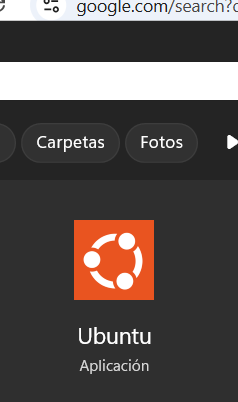 google.com/search?
Carpetas Fotos
Ubuntu
Aplicación